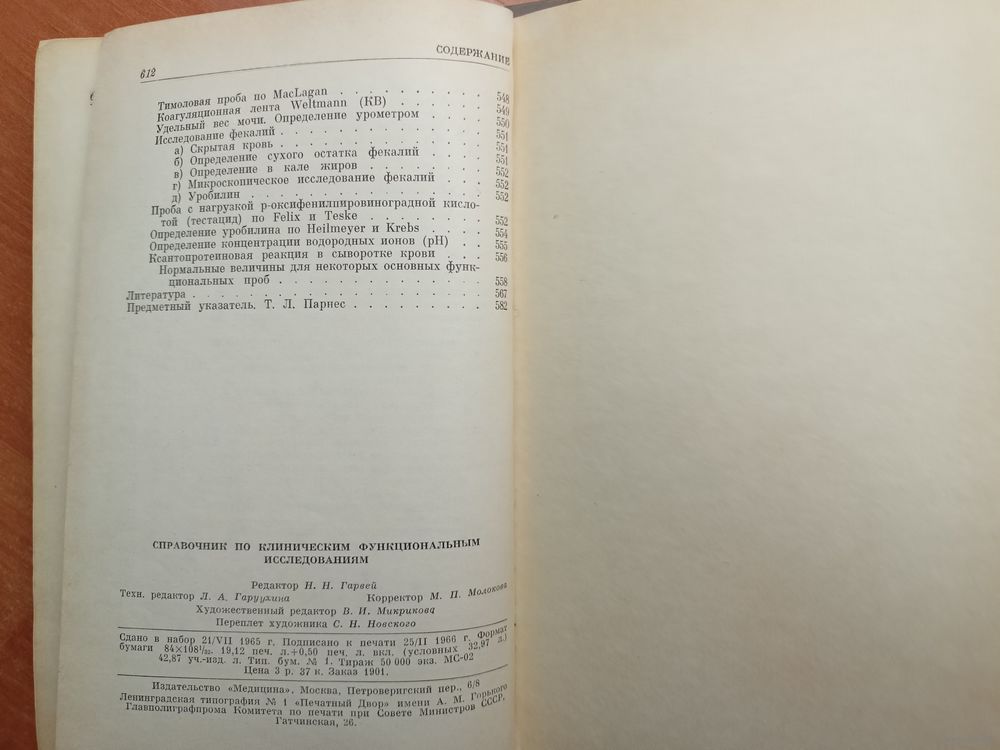 612
СОДЕРЖАНИЕ
Тимоловая проба по MacLagan . . . . . . . . . . 548
Коагуляционная лента Weltmann (КВ) . . . . . . 549
Удельный вес мочи. Определение урометром . . . . 550
Исследование фекалий . . . . . . . . . . . . . . 551
а) Скрытая кровь . . . . . . . . . . . . . . 551
б) Определение сухого остатка фекалий . . . . 551
в) Определение в кале жиров . . . . . . . . 552
г) Микроскопическое исследование фекалий . . . 552
д) Уробилин . . . . . . . . . . . . . . . . 552
Проба с нагрузкой р-оксифенилпировиноградной кисло-
той (тестацид) по Felix и Teske . . . . . . . . 552
Определение уробилина по Heilmeyer и Krebs . . . . 554
Определение концентрации водородных ионов (рН) . . 555
Ксантопротеиновая реакция в сыворотке крови . . . 556
Нормальные величины для некоторых основных функ-
циональных проб . . . . . . . . . . . . . . 558
Литература . . . . . . . . . . . . . . . . . . . . 567
Предметный указатель. Т. Л. Парнес . . . . . . . . . 582
СПРАВОЧНИК ПО КЛИНИЧЕСКИМ ФУНКЦИОНАЛЬНЫМ
ИССЛЕДОВАНИЯМ
Редактор Н. Н. Гарвей
Техн. редактор Л. А. Гаруухина Корректор М. П. Молокова
Художественный редактор В. И. Микрикова
Переплет художника С. Н. Новского
Сдано в набор 21/VII 1965 г. Подписано к печати 25/II 1966 г. Формат
бумаги 84×108¹/₃₂. 19,12 печ. л.+0,50 печ. л. вкл. (условных 32,97 л.)
42,87 уч.-изд. л. Тип. бум. № 1. Тираж 50 000 экз. МС-02
Цена 3 р. 37 к. Заказ 1901.
Издательство «Медицина». Москва, Петроверигский пер., 6/8
Ленинградская типография № 1 «Печатный Двор» имени А. М. Горького
Главполиграфпрома Комитета по печати при Совете Министров СССР,
Гатчинская, 26.